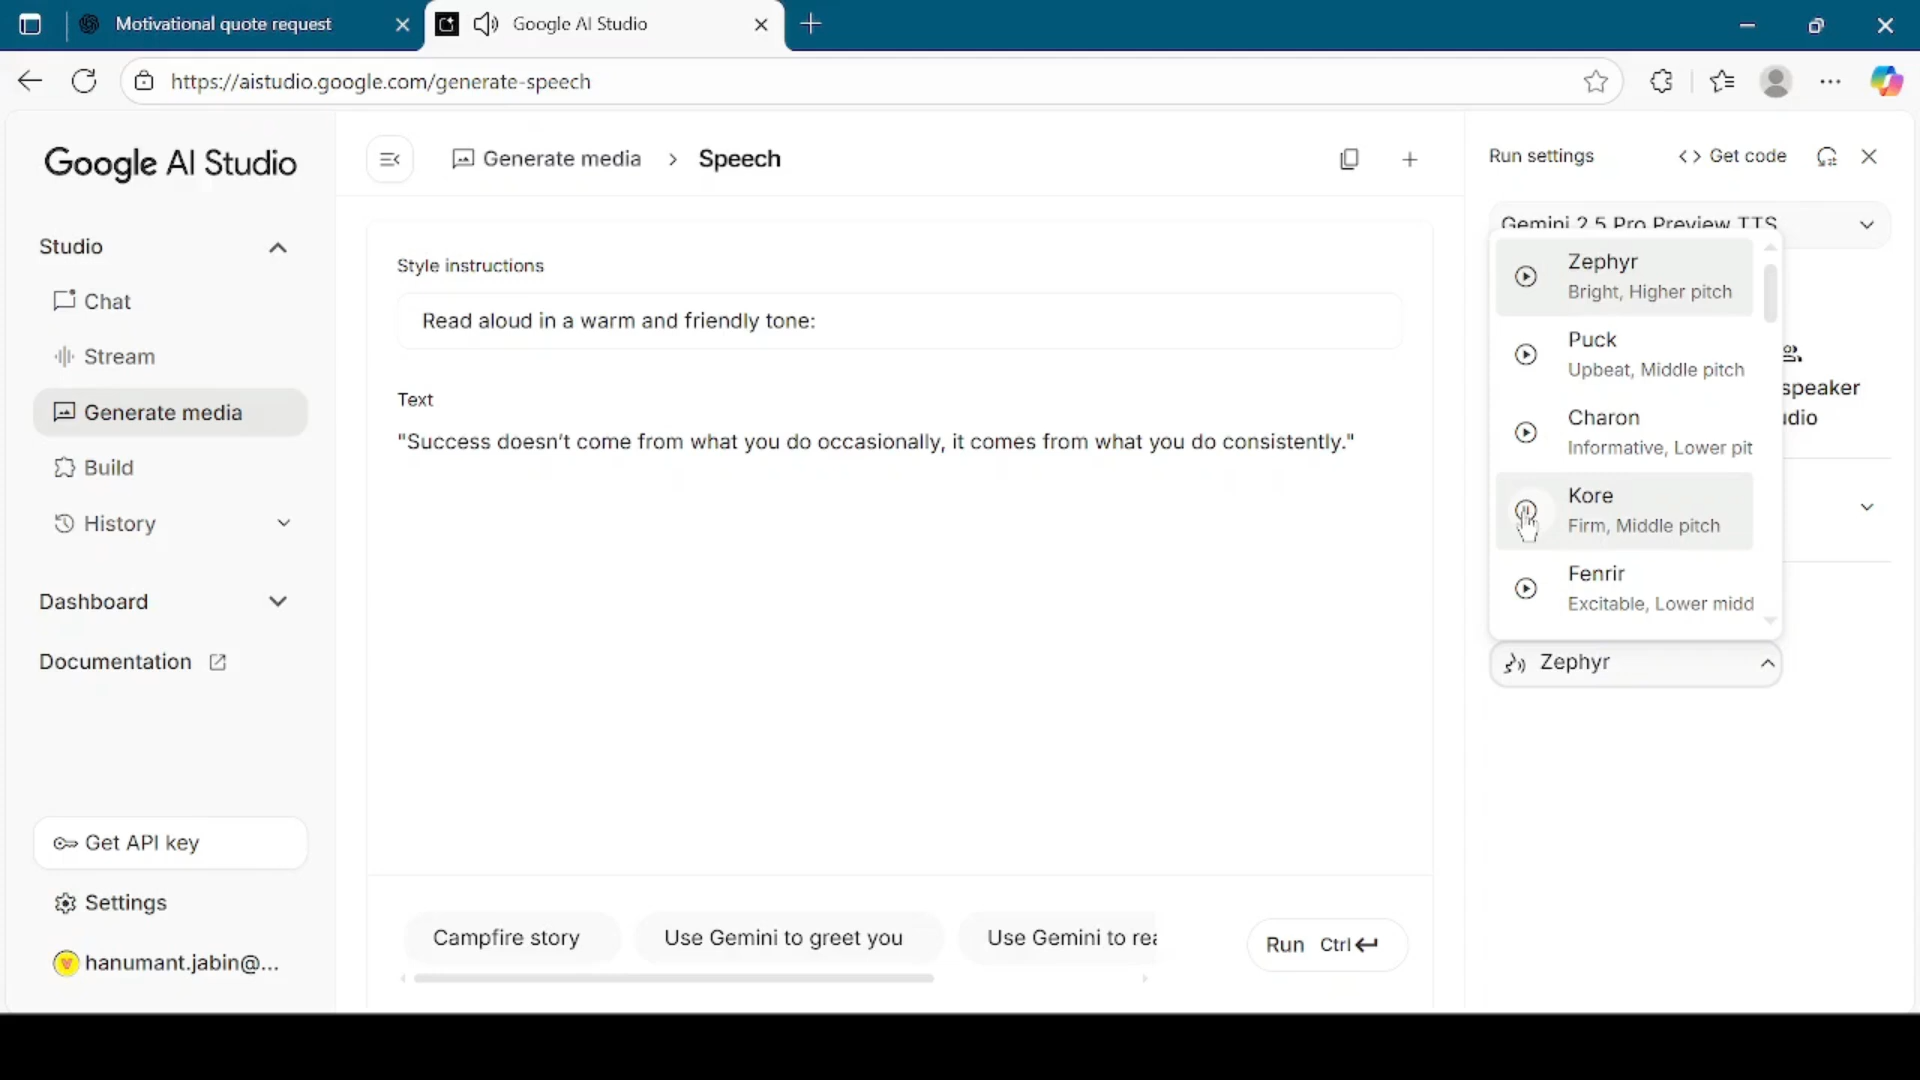 Motivational quote request
Google AI Studio
https://aistudio.google.com/generate-speech
Google AI Studio
Studio
Chat
Stream
Generate media
Build
History
Dashboard
Documentation
Get API key
Settings
hanumant.jabin@...
Generate media > Speech
Style instructions
Read aloud in a warm and friendly tone:
Text
"Success doesn't come from what you do occasionally, it comes from what you do consistently."
Campfire story
Use Gemini to greet you
Use Gemini to rea
Run Ctrl
Run settings
<> Get code
Gemini 2.5 Pro Preview TTS
Zephyr
Bright, Higher pitch
Puck
Upbeat, Middle pitch
Charon
Informative, Lower pit
Kore
Firm, Middle pitch
Fenrir
Excitable, Lower midd
speaker
dio
Zephyr